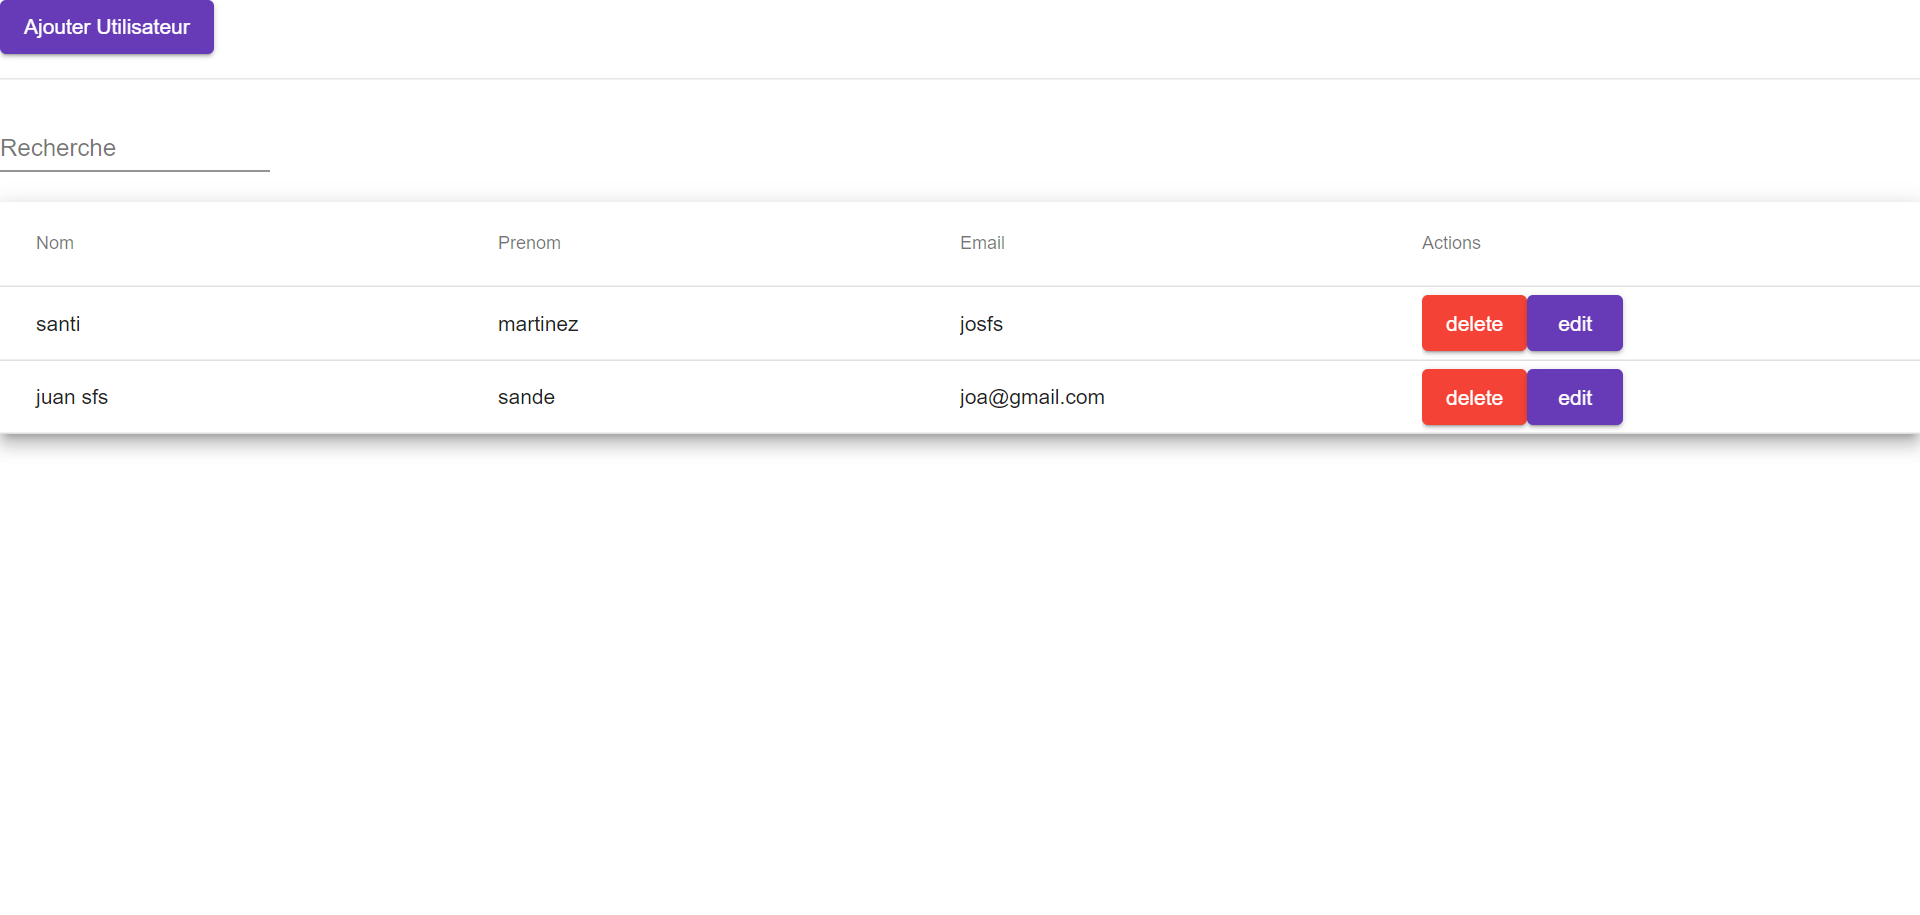 Ajouter Utilisateur
Recherche
Nom Prenom Email Actions
santi martinez josfs delete edit
juan sfs sande joa@gmail.com delete edit